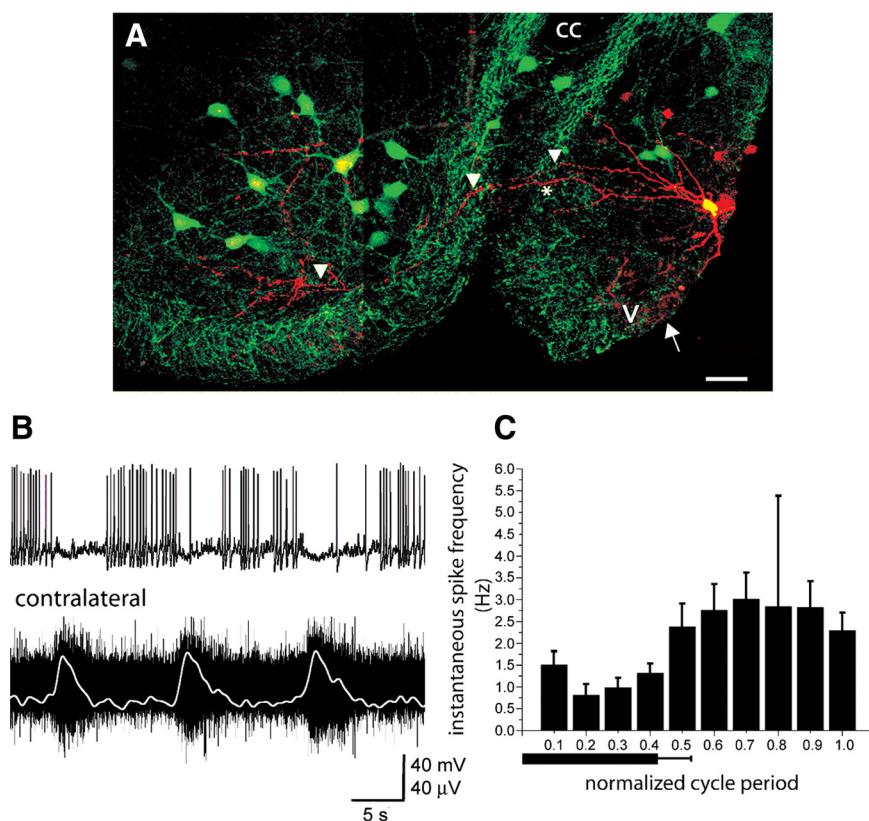 A
cc
*
V
B
contralateral
40 mV
40 µV
5 s
C
instantaneous spike frequency
(Hz)
6.0
5.5
5.0
4.5
4.0
3.5
3.0
2.5
2.0
1.5
1.0
0.5
0.0
0.1 0.2 0.3 0.4 0.5 0.6 0.7 0.8 0.9 1.0
normalized cycle period